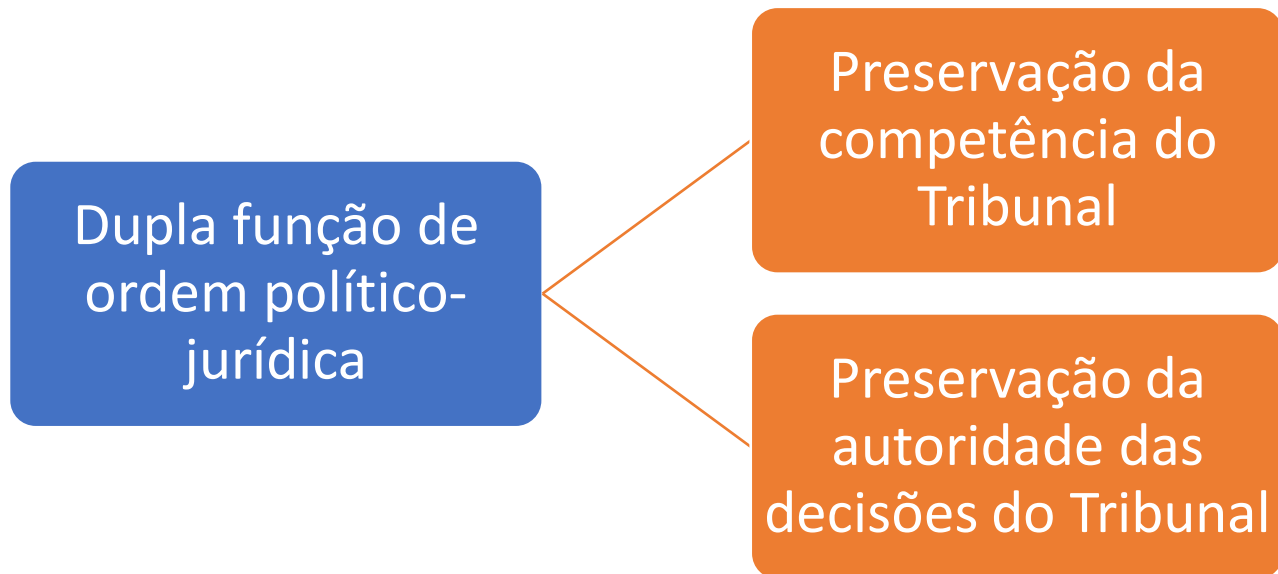 Dupla função de
ordem político-
jurídica
Preservação da
competência do
Tribunal
Preservação da
autoridade das
decisões do Tribunal